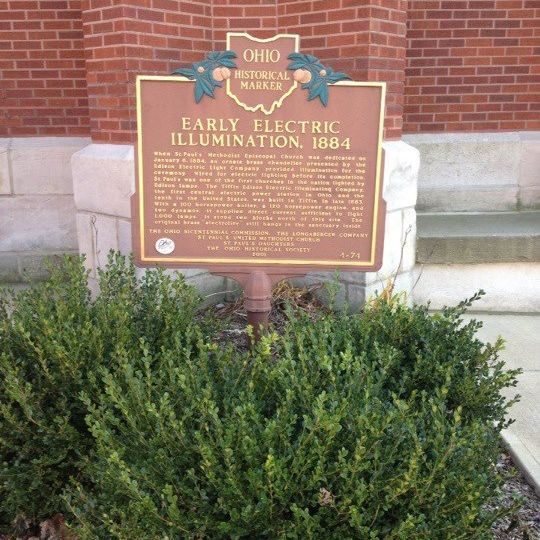 OHIO
HISTORICAL
MARKER
EARLY ELECTRIC
ILLUMINATION, 1884
When St. Paul's Methodist Episcopal Church was dedicated on
January 8, 1884, an ornate brass chandelier presented by the
Edison Electric Light Company provided illumination for the
ceremony. Wired for electric lighting before its completion,
St. Paul's was one of the first churches in the nation lighted by
Edison lamps. The Tiffin Edison Electric Illuminating Company,
the first central electric power station in Ohio and the
tenth in the United States, was built in Tiffin in late 1883.
With a 100 horsepower boiler, a 120 horsepower engine, and
two dynamos, it supplied direct current sufficient to light
1,000 lamps. It stood two blocks north of this site. The
original brass electrolier still hangs in the sanctuary inside.
THE OHIO BICENTENNIAL COMMISSION, THE LONGABERGER COMPANY
ST. PAUL'S UNITED METHODIST CHURCH
ST. PAUL'S DAUGHTERS
THE OHIO HISTORICAL SOCIETY
2001
4-74